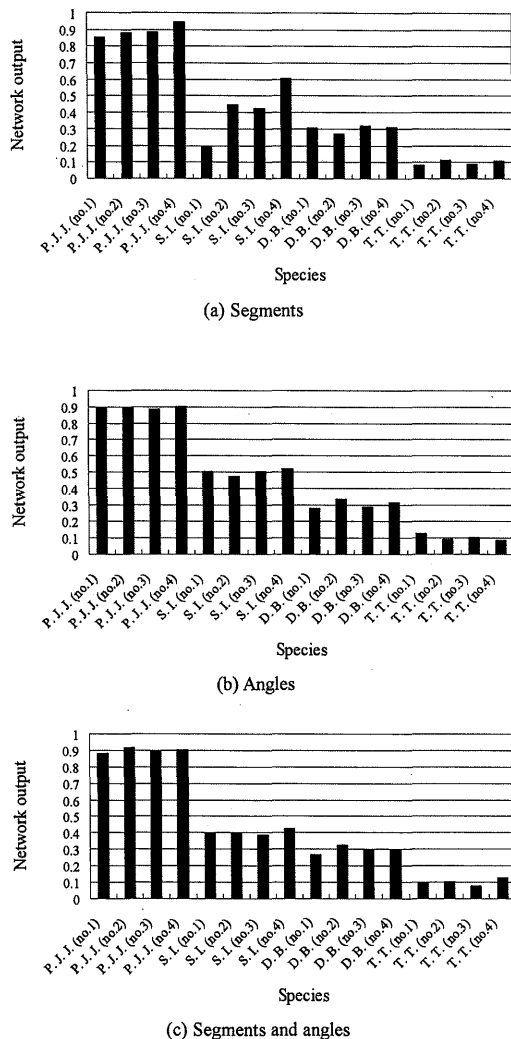 Network output
1
0.9
0.8
0.7
0.6
0.5
0.4
0.3
0.2
0.1
0
P. J. J. (no.1)
P. J. J. (no.2)
P. J. J. (no.3)
P. J. J. (no.4)
S. I. (no.1)
S. I. (no.2)
S. I. (no.3)
S. I. (no.4)
D. B. (no.1)
D. B. (no.2)
D. B. (no.3)
D. B. (no.4)
T. T. (no.1)
T. T. (no.2)
T. T. (no.3)
T. T. (no.4)
Species
(a) Segments
Network output
1
0.9
0.8
0.7
0.6
0.5
0.4
0.3
0.2
0.1
0
P. J. J. (no.1)
P. J. J. (no.2)
P. J. J. (no.3)
P. J. J. (no.4)
S. I. (no.1)
S. I. (no.2)
S. I. (no.3)
S. I. (no.4)
D. B. (no.1)
D. B. (no.2)
D. B. (no.3)
D. B. (no.4)
T. T. (no.1)
T. T. (no.2)
T. T. (no.3)
T. T. (no.4)
Species
(b) Angles
Network output
1
0.9
0.8
0.7
0.6
0.5
0.4
0.3
0.2
0.1
0
P. J. J. (no.1)
P. J. J. (no.2)
P. J. J. (no.3)
P. J. J. (no.4)
S. I. (no.1)
S. I. (no.2)
S. I. (no.3)
S. I. (no.4)
D. B. (no.1)
D. B. (no.2)
D. B. (no.3)
D. B. (no.4)
T. T. (no.1)
T. T. (no.2)
T. T. (no.3)
T. T. (no.4)
Species
(c) Segments and angles